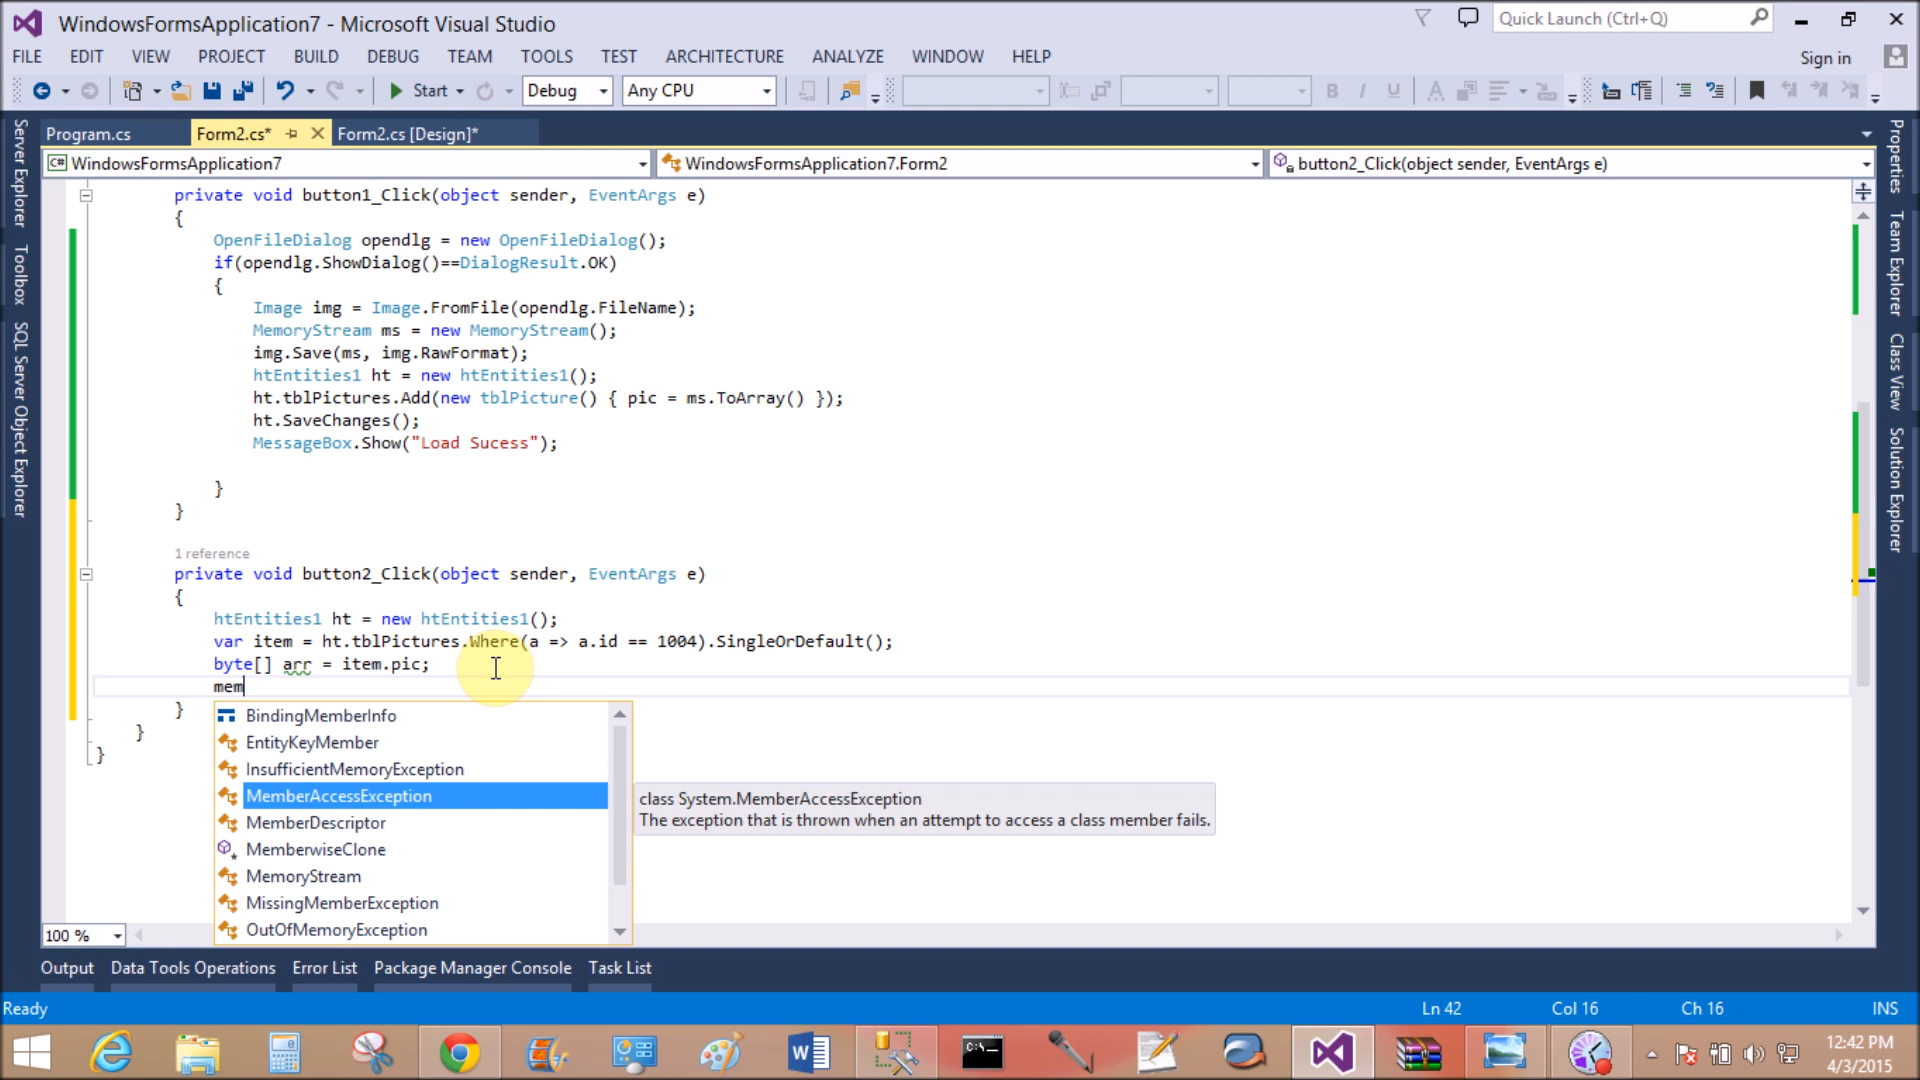 WindowsFormsApplication7 - Microsoft Visual Studio
Quick Launch (Ctrl+Q)
FILE EDIT VIEW PROJECT BUILD DEBUG TEAM TOOLS TEST ARCHITECTURE ANALYZE WINDOW HELP
Sign in
Start Debug Any CPU
Program.cs Form2.cs* Form2.cs [Design]*
C# WindowsFormsApplication7 WindowsFormsApplication7.Form2 button2_Click(object sender, EventArgs e)
private void button1_Click(object sender, EventArgs e)
{
OpenFileDialog opendlg = new OpenFileDialog();
if(opendlg.ShowDialog()==DialogResult.OK)
{
Image img = Image.FromFile(opendlg.FileName);
MemoryStream ms = new MemoryStream();
img.Save(ms, img.RawFormat);
htEntities1 ht = new htEntities1();
ht.tblPictures.Add(new tblPicture() { pic = ms.ToArray() });
ht.SaveChanges();
MessageBox.Show("Load Sucess");
}
}
1 reference
private void button2_Click(object sender, EventArgs e)
{
htEntities1 ht = new htEntities1();
var item = ht.tblPictures.Where(a => a.id == 1004).SingleOrDefault();
byte[] arr = item.pic;
mem
}
}
}
BindingMemberInfo
EntityKeyMember
InsufficientMemoryException
MemberAccessException
MemberDescriptor
MemberwiseClone
MemoryStream
MissingMemberException
OutOfMemoryException
class System.MemberAccessException
The exception that is thrown when an attempt to access a class member fails.
Server Explorer
Toolbox
SQL Server Object Explorer
Properties
Team Explorer
Class View
Solution Explorer
100 %
Output Data Tools Operations Error List Package Manager Console Task List
Ready Ln 42 Col 16 Ch 16 INS
12:42 PM
4/3/2015